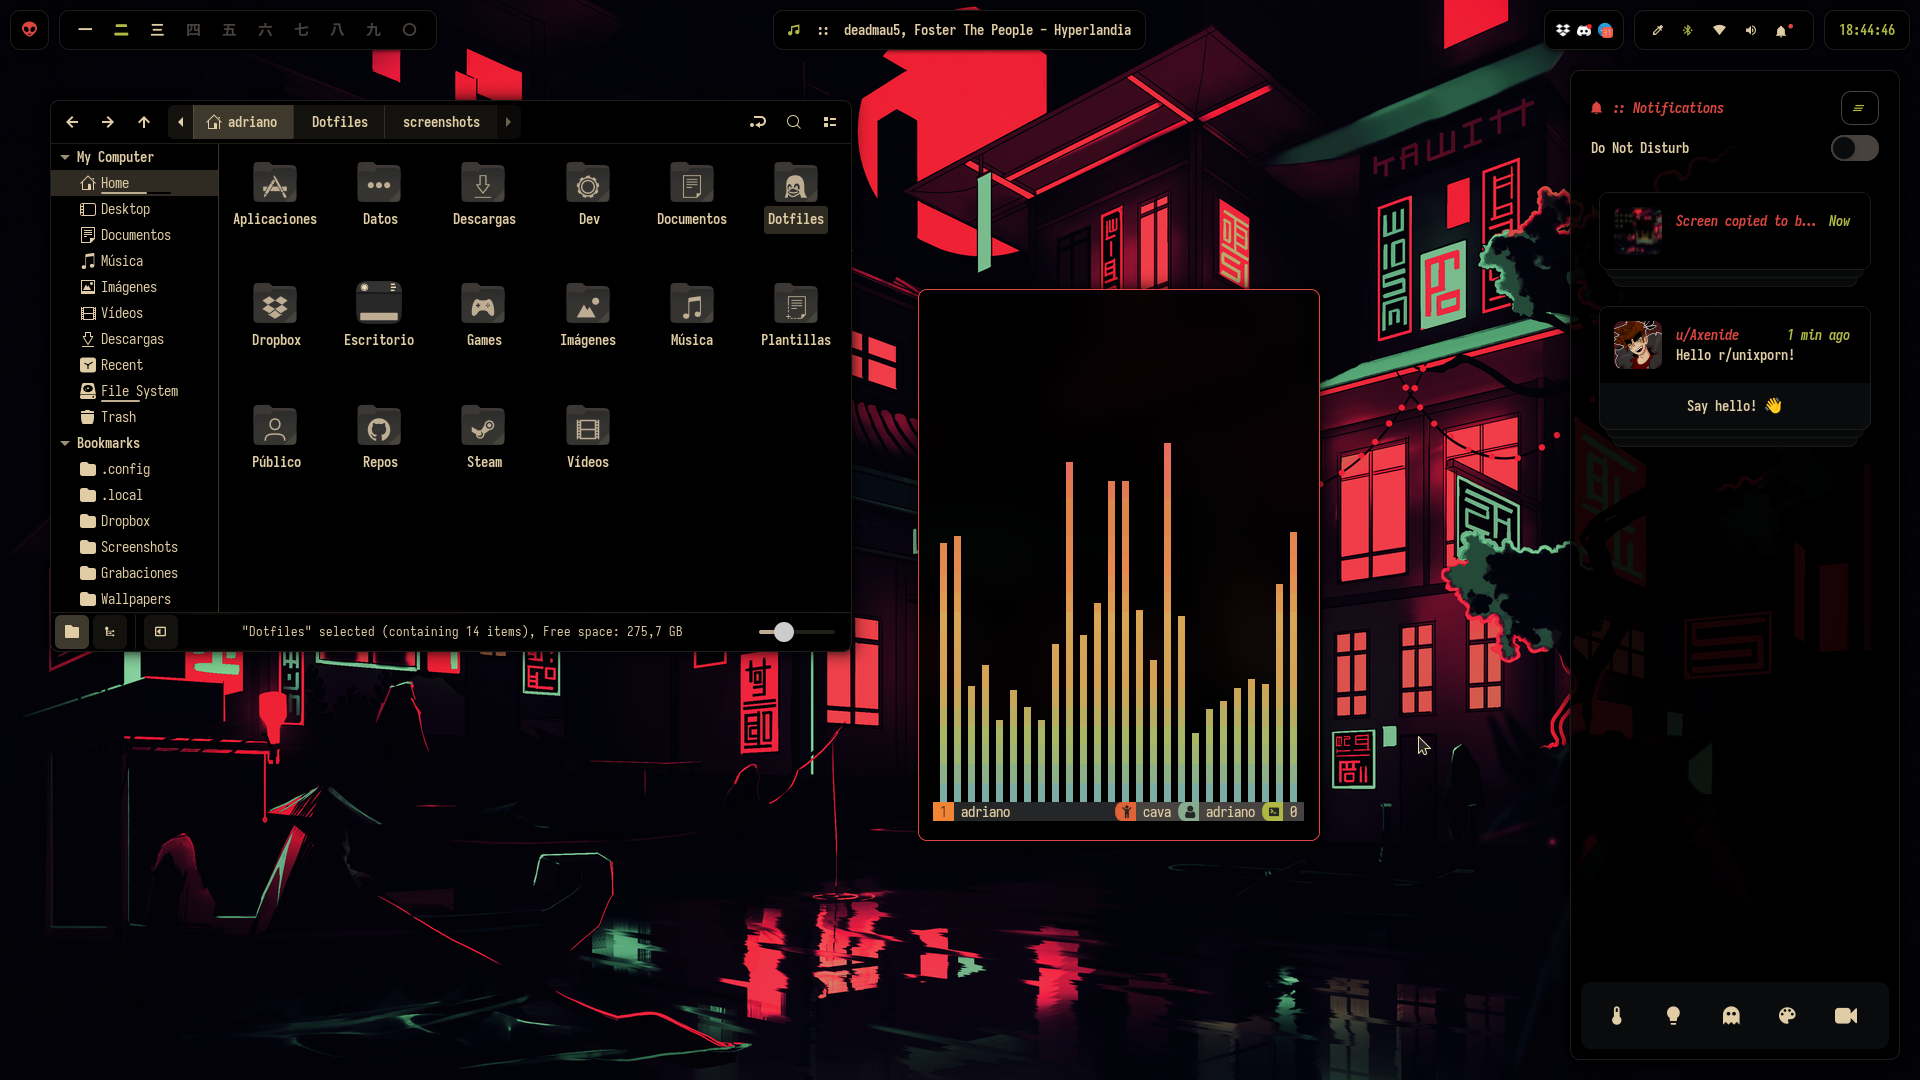 一 二 三 四 五 六 七 八 九 〇
:: deadmau5, Foster The People - Hyperlandia
18:44:46
adriano Dotfiles screenshots
My Computer
Home
Desktop
Documentos
Música
Imágenes
Vídeos
Descargas
Recent
File System
Trash
Bookmarks
.config
.local
Dropbox
Screenshots
Grabaciones
Wallpapers
Aplicaciones Datos Descargas Dev Documentos Dotfiles
Dropbox Escritorio Games Imágenes Música Plantillas
Público Repos Steam Vídeos
"Dotfiles" selected (containing 14 items), Free space: 275,7 GB
1 adriano cava adriano 0
:: Notifications
Do Not Disturb
Screen copied to b... Now
u/Axenide 1 min ago
Hello r/unixporn!
Say hello! 👋